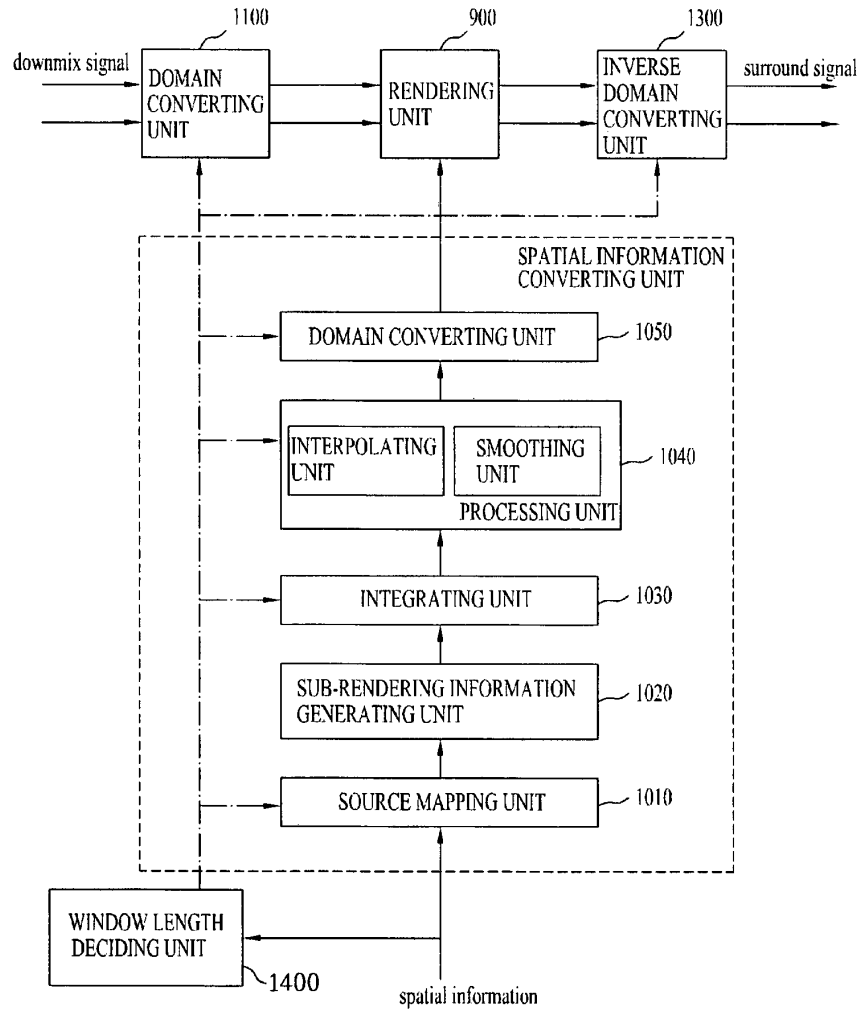 1100
900
1300
downmix signal
DOMAIN
CONVERTING
UNIT
RENDERING
UNIT
INVERSE
DOMAIN
CONVERTING
UNIT
surround signal
SPATIAL INFORMATION
CONVERTING UNIT
DOMAIN CONVERTING UNIT
1050
INTERPOLATING
UNIT
SMOOTHING
UNIT
PROCESSING UNIT
1040
INTEGRATING UNIT
1030
SUB-RENDERING INFORMATION
GENERATING UNIT
1020
SOURCE MAPPING UNIT
1010
WINDOW LENGTH
DECIDING UNIT
1400
spatial information